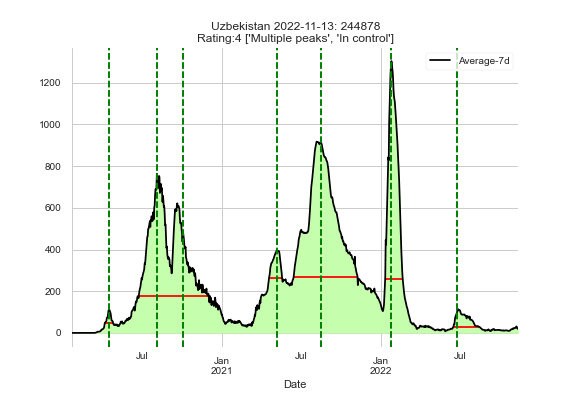 Uzbekistan 2022-11-13: 244878
Rating:4 ['Multiple peaks', 'In control']
Average-7d
1200
1000
800
600
400
200
0
Jul
Jan
2021
Jul
Jan
2022
Jul
Date